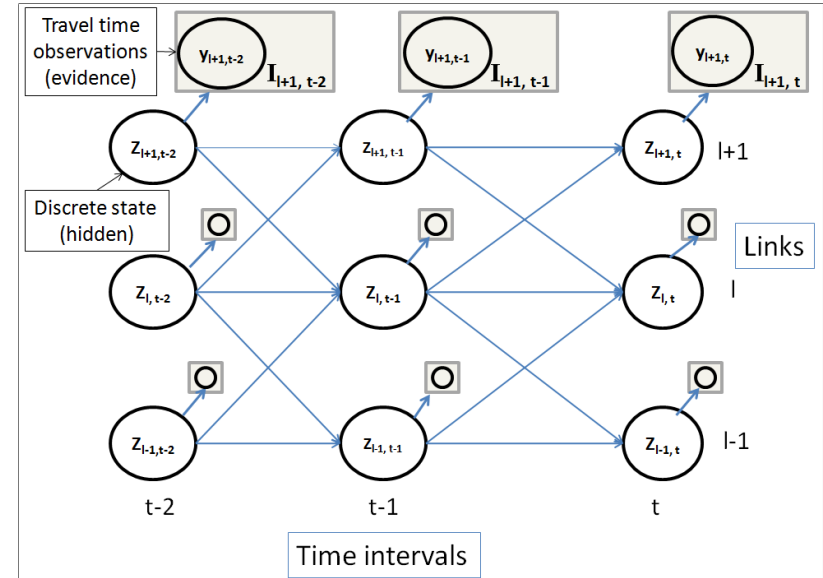 Travel time
observations
(evidence)
y_{l+1,t-2}
I_{l+1, t-2}
y_{l+1,t-1}
I_{l+1, t-1}
y_{l+1,t}
I_{l+1, t}
Z_{l+1,t-2}
Z_{l+1, t-1}
Z_{l+1, t}
l+1
Discrete state
(hidden)
Links
Z_{l, t-2}
Z_{l, t-1}
Z_{l, t}
l
Z_{l-1,t-2}
Z_{l-1, t-1}
Z_{l-1, t}
l-1
t-2
t-1
t
Time intervals